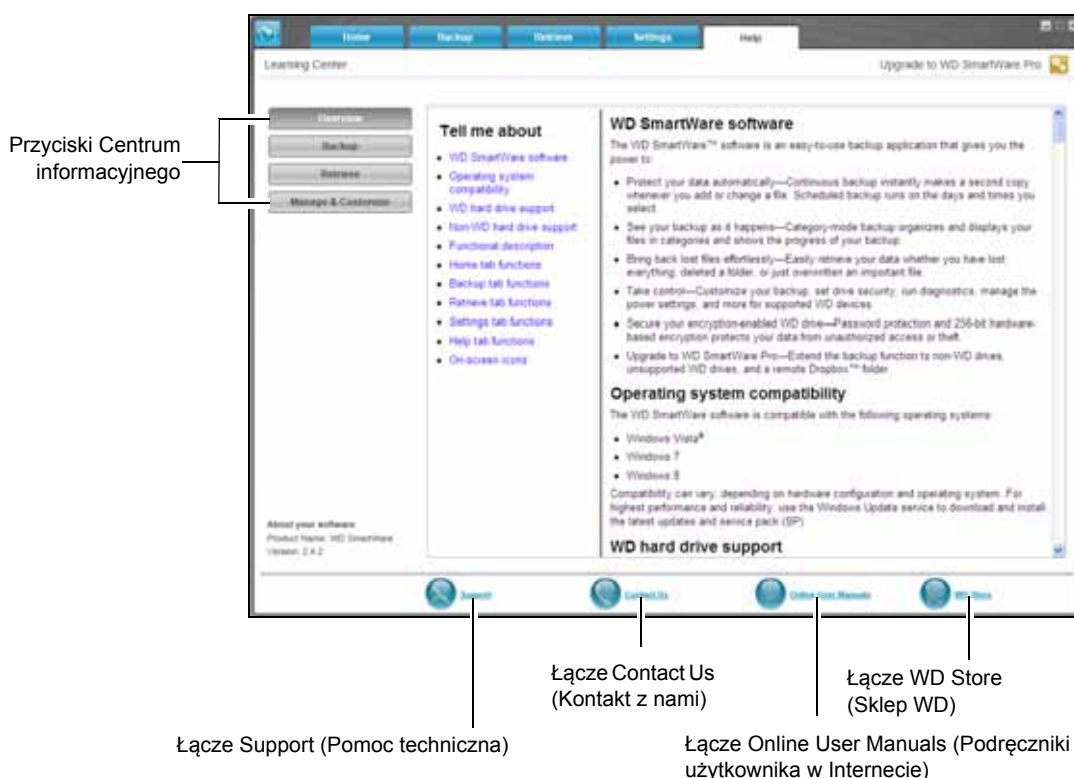 Home
Backup
Retrieve
Settings
Help
Learning Center
Upgrade to WD SmartWare Pro
Przyciski Centrum
informacyjnego
Overview
Backup
Retrieve
Manage & Customize
Tell me about
• WD SmartWare software
• Operating system
compatibility
• WD hard drive support
• Non-WD hard drive support
• Functional description
• Home tab functions
• Backup tab functions
• Retrieve tab functions
• Settings tab functions
• Help tab functions
• On-screen icons
WD SmartWare software
The WD SmartWare™ software is an easy-to-use backup application that gives you the
power to:
• Protect your data automatically—Continuous backup instantly makes a second copy
whenever you add or change a file. Scheduled backup runs on the days and times you
select.
• See your backup as it happens—Category-mode backup organizes and displays your
files in categories and shows the progress of your backup.
• Bring back lost files effortlessly—Easily retrieve your data whether you have lost
everything, deleted a folder, or just overwritten an important file.
• Take control—Customize your backup, set drive security, run diagnostics, manage the
power settings, and more for supported WD devices.
• Secure your encryption-enabled WD drive—Password protection and 256-bit hardware-
based encryption protects your data from unauthorized access or theft.
• Upgrade to WD SmartWare Pro—Extend the backup function to non-WD drives,
unsupported WD drives, and a remote Dropbox™ folder.
Operating system compatibility
The WD SmartWare software is compatible with the following operating systems:
• Windows Vista®
• Windows 7
• Windows 8
Compatibility can vary, depending on hardware configuration and operating system. For
highest performance and reliability, use the Windows Update service to download and install
the latest updates and service pack (SP)
WD hard drive support
About your software
Product Name: WD SmartWare
Version: 2.4.2
Support
Contact Us
Online User Manuals
WD Store
Łącze Contact Us
(Kontakt z nami)
Łącze WD Store
(Sklep WD)
Łącze Support (Pomoc techniczna)
Łącze Online User Manuals (Podręczniki
użytkownika w Internecie)